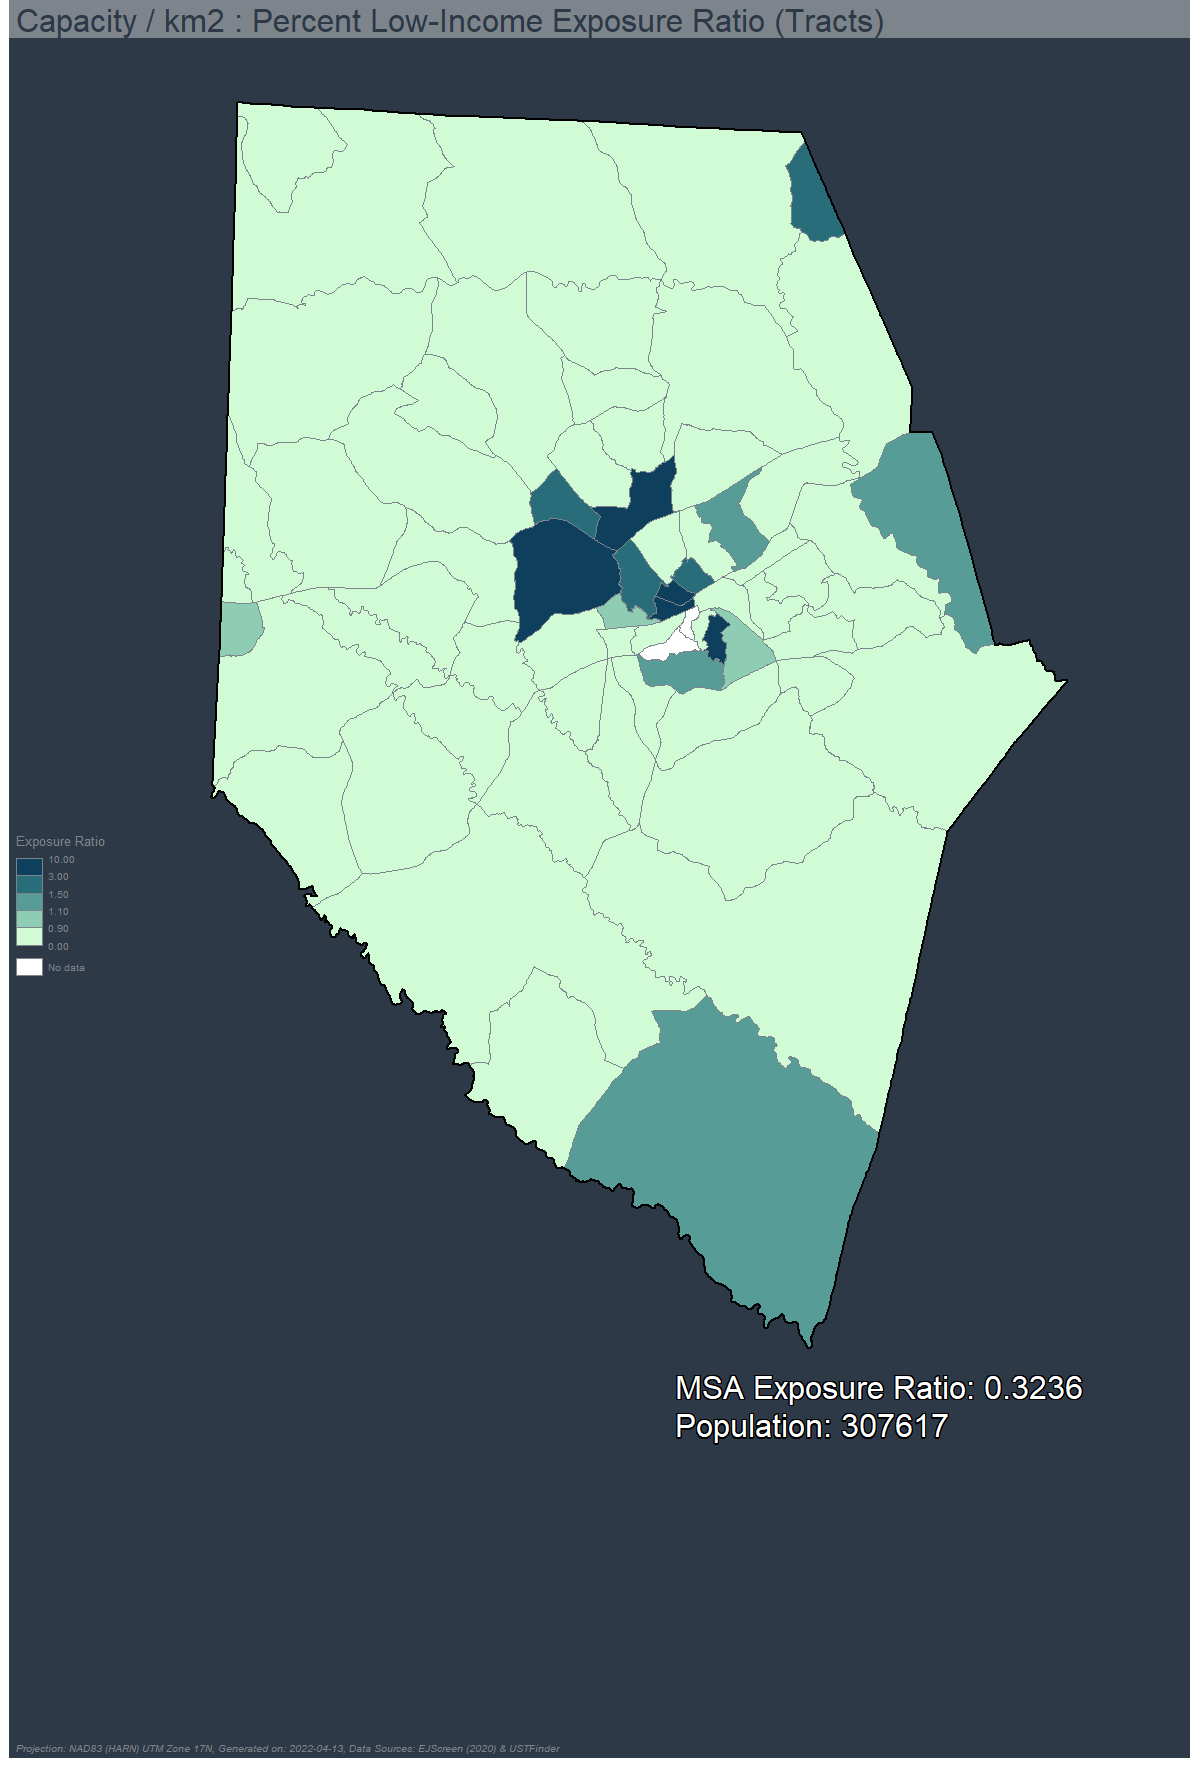 Capacity / km2 : Percent Low-Income Exposure Ratio (Tracts)
Exposure Ratio
10.00
3.00
1.50
1.10
0.90
0.00
No data
MSA Exposure Ratio: 0.3236
Population: 307617
Projection: NAD83 (HARN) UTM Zone 17N, Generated on: 2022-04-13, Data Sources: EJScreen (2020) & USTFinder